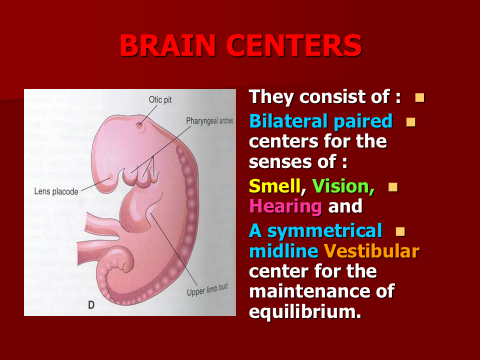 BRAIN CENTERS
Otic pit
Pharyngeal arches
Lens placode
Upper limb bud
D
They consist of :
Bilateral paired
centers for the
senses of :
Smell, Vision,
Hearing and
A symmetrical
midline Vestibular
center for the
maintenance of
equilibrium.